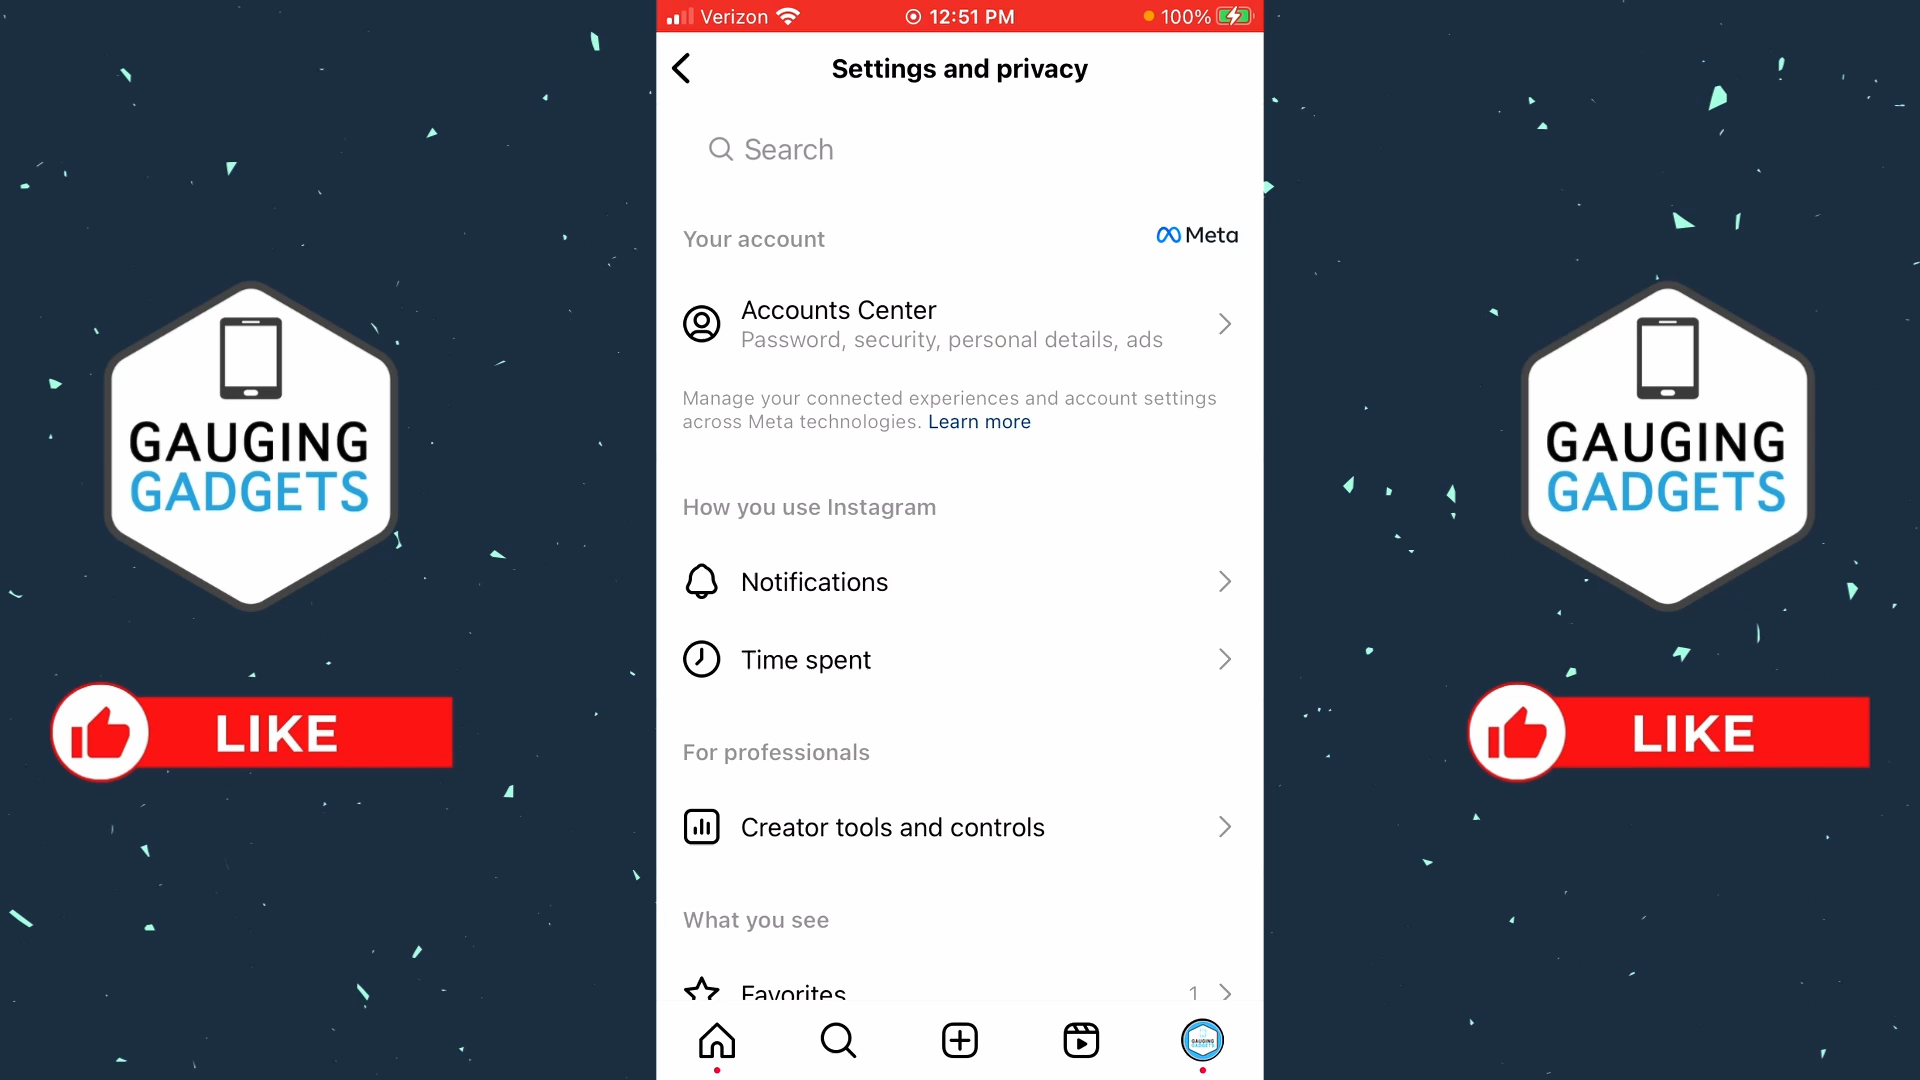 Verizon 12:51 PM 100%
Settings and privacy
Search
Your account
Meta
Accounts Center
Password, security, personal details, ads
Manage your connected experiences and account settings
across Meta technologies. Learn more
How you use Instagram
Notifications
Time spent
For professionals
Creator tools and controls
What you see
Favorites 1
GAUGING
GADGETS
LIKE
GAUGING
GADGETS
LIKE
GAUGING
GADGETS